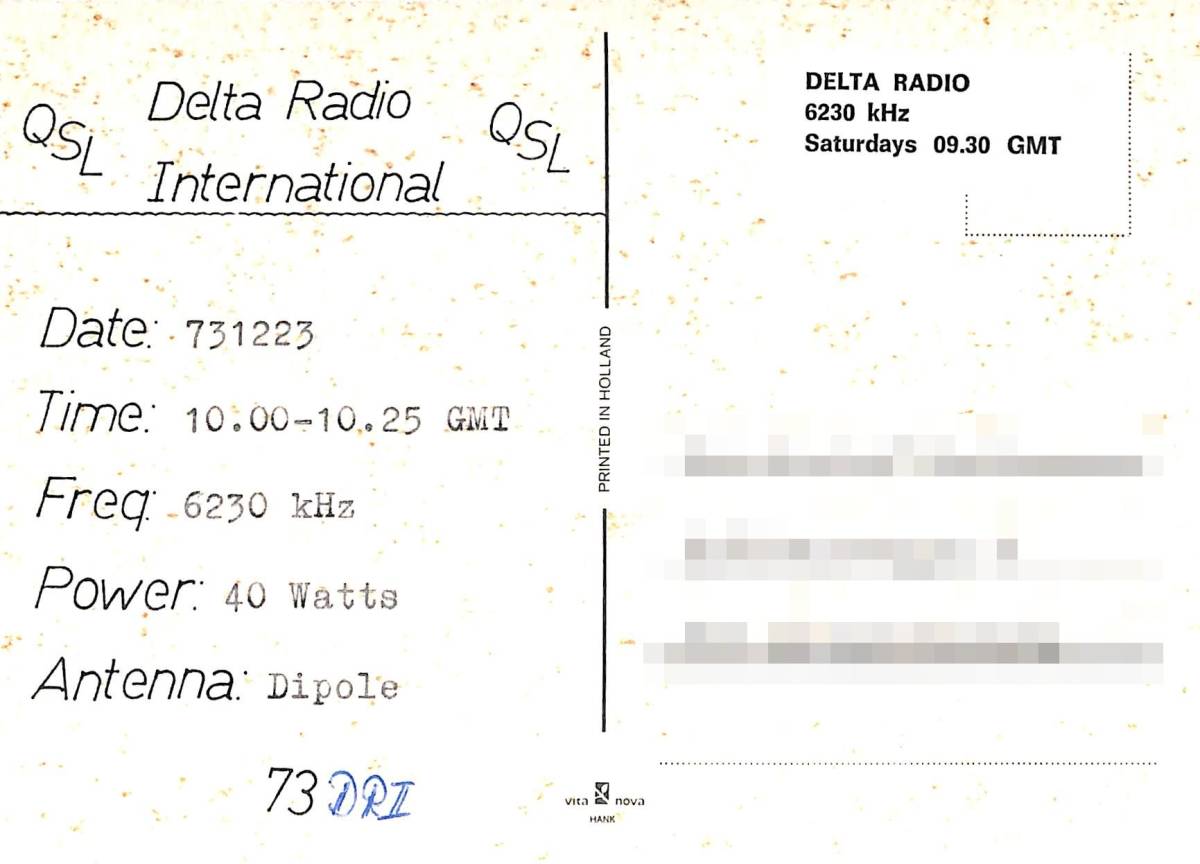 QSL Delta Radio QSL
International
Date: 731223
Time: 10.00-10.25 GMT
Freq: 6230 kHz
Power: 40 Watts
Antenna: Dipole
73 DRI
PRINTED IN HOLLAND
vita nova
HANK
DELTA RADIO
6230 kHz
Saturdays 09.30 GMT